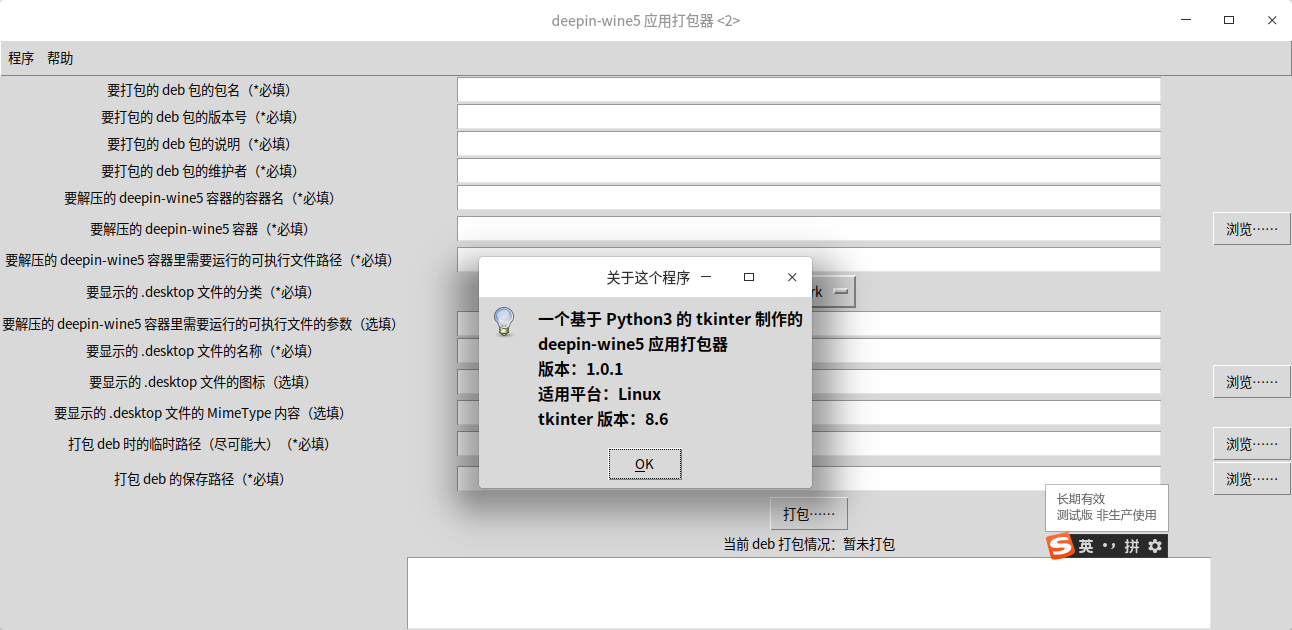 deepin-wine5 应用打包器 <2>
程序 帮助
要打包的 deb 包的包名（*必填）
要打包的 deb 包的版本号（*必填）
要打包的 deb 包的说明（*必填）
要打包的 deb 包的维护者（*必填）
要解压的 deepin-wine5 容器的容器名（*必填）
要解压的 deepin-wine5 容器（*必填）
浏览……
要解压的 deepin-wine5 容器里需要运行的可执行文件路径（*必填）
要显示的 .desktop 文件的分类（*必填）
rk
要解压的 deepin-wine5 容器里需要运行的可执行文件的参数（选填）
要显示的 .desktop 文件的名称（*必填）
要显示的 .desktop 文件的图标（选填）
浏览……
要显示的 .desktop 文件的 MimeType 内容（选填）
打包 deb 时的临时路径（尽可能大）（*必填）
浏览……
打包 deb 的保存路径（*必填）
浏览……
关于这个程序
一个基于 Python3 的 tkinter 制作的
deepin-wine5 应用打包器
版本：1.0.1
适用平台：Linux
tkinter 版本：8.6
OK
打包……
当前 deb 打包情况：暂未打包
长期有效
测试版 非生产使用
S 英 拼